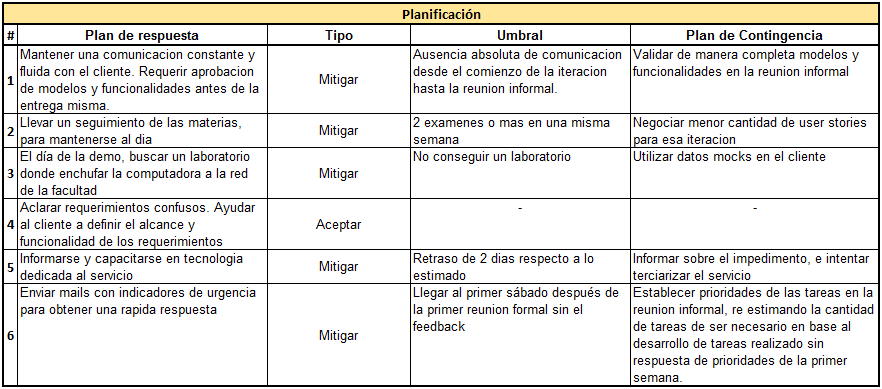 Planificación
# Plan de respuesta Tipo Umbral Plan de Contingencia
1 Mantener una comunicacion constante y
fluida con el cliente. Requerir aprobacion
de modelos y funcionalidades antes de la
entrega misma.
Mitigar
Ausencia absoluta de comunicacion
desde el comienzo de la iteracion
hasta la reunion informal.
Validar de manera completa modelos y
funcionalidades en la reunion informal
2 Llevar un seguimiento de las materias,
para mantenerse al dia
Mitigar
2 examenes o mas en una misma
semana
Negociar menor cantidad de user stories
para esa iteracion
3 El día de la demo, buscar un laboratorio
donde enchufar la computadora a la red
de la facultad
Mitigar
No conseguir un laboratorio
Utilizar datos mocks en el cliente
4 Aclarar requerimientos confusos. Ayudar
al cliente a definir el alcance y
funcionalidad de los requerimientos
Aceptar
-
-
5 Informarse y capacitarse en tecnologia
dedicada al servicio
Mitigar
Retraso de 2 dias respecto a lo
estimado
Informar sobre el impedimento, e intentar
terciarizar el servicio
6 Enviar mails con indicadores de urgencia
para obtener una rapida respuesta
Mitigar
Llegar al primer sábado después de
la primer reunion formal sin el
feedback
Establecer prioridades de las tareas en la
reunion informal, re estimando la cantidad
de tareas de ser necesario en base al
desarrollo de tareas realizado sin
respuesta de prioridades de la primer
semana.